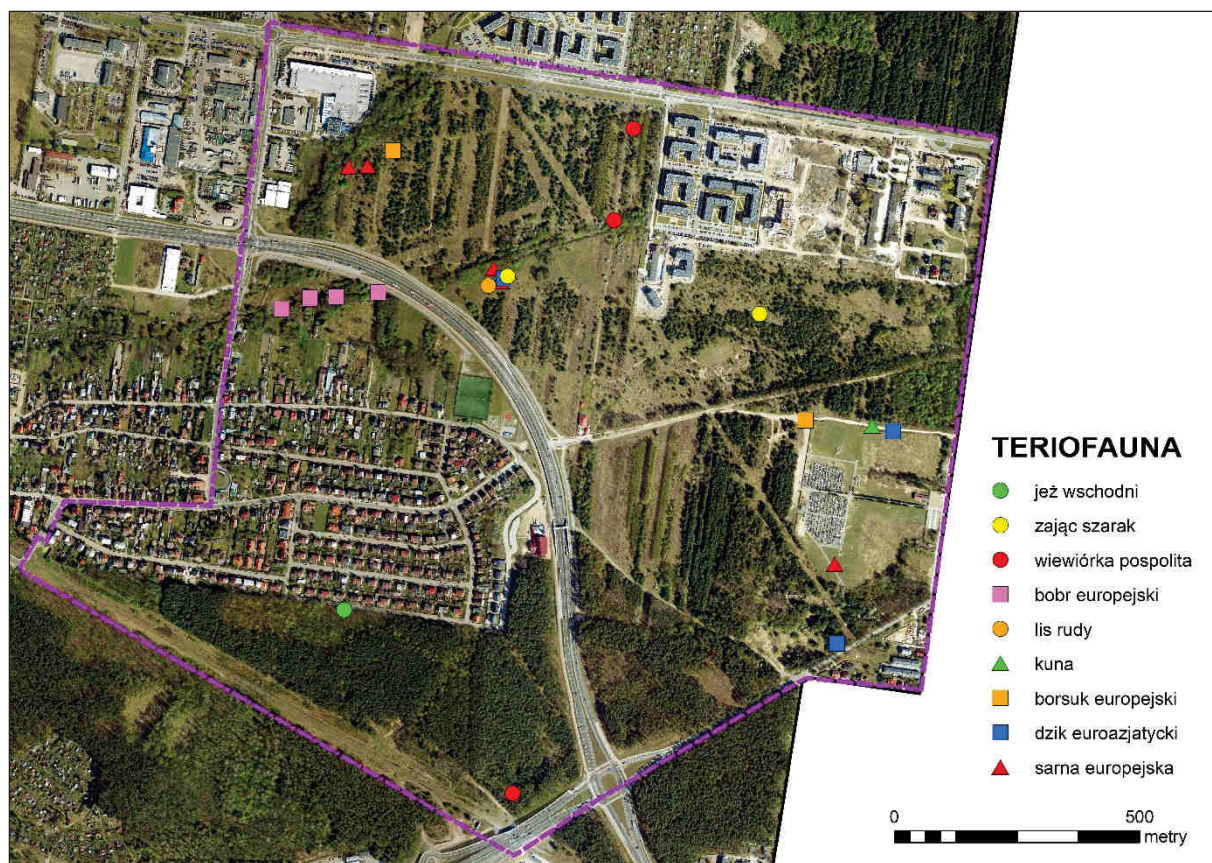 TERIOFAUNA
jeż wschodni
zając szarak
wiewiórka pospolita
bobr europejski
lis rudy
kuna
borsuk europejski
dzik euroazjatycki
sarna europejska
0 500
metry